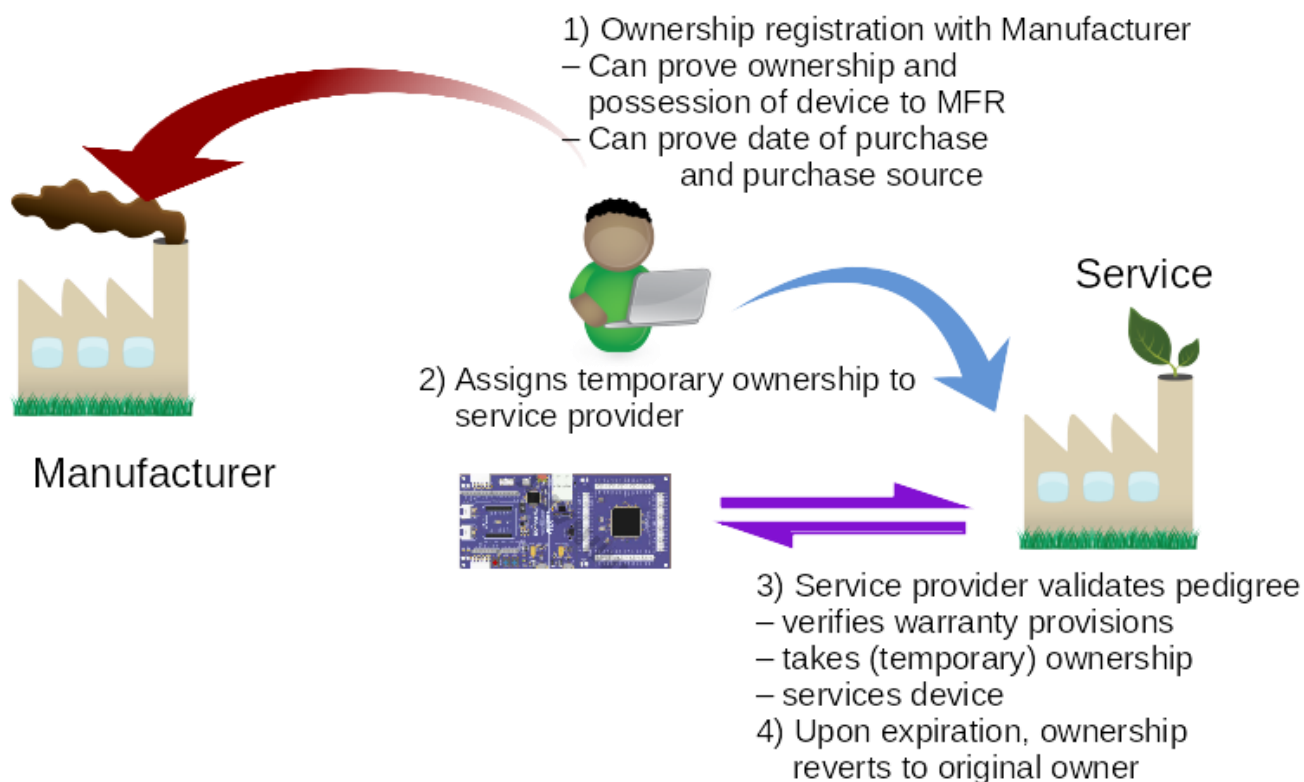 1) Ownership registration with Manufacturer
– Can prove ownership and
possession of device to MFR
– Can prove date of purchase
and purchase source
Service
2) Assigns temporary ownership to
service provider
Manufacturer
3) Service provider validates pedigree
– verifies warranty provisions
– takes (temporary) ownership
– services device
4) Upon expiration, ownership
reverts to original owner